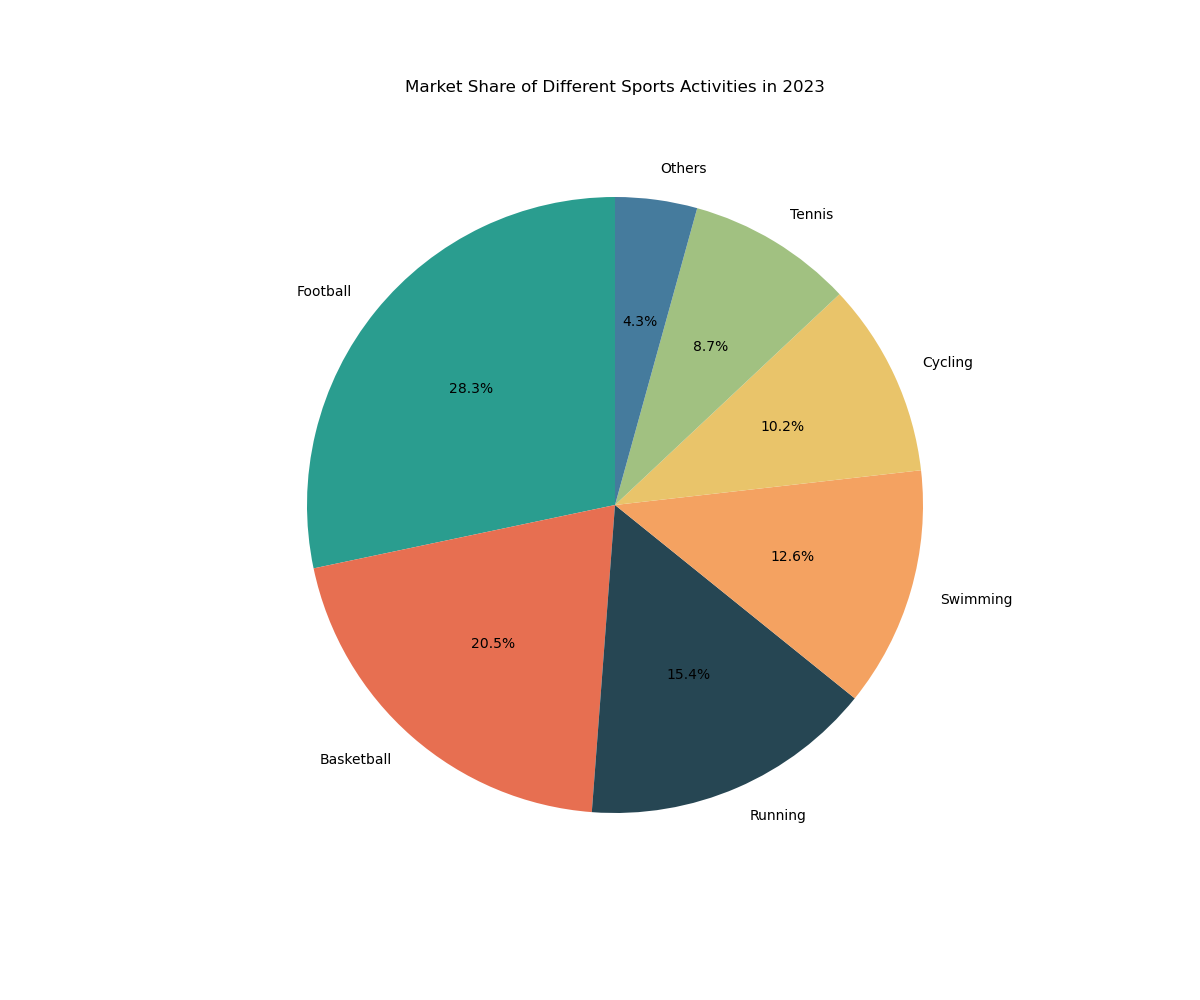 Market Share of Different Sports Activities in 2023
Others
Tennis
Football
4.3%
8.7%
Cycling
28.3%
10.2%
12.6%
Swimming
20.5%
15.4%
Basketball
Running